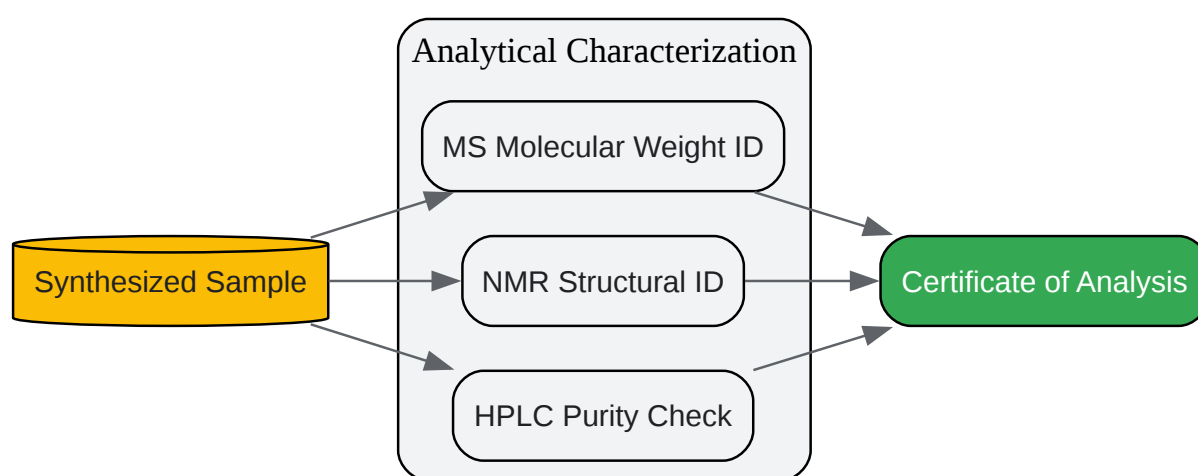 Analytical Characterization
MS Molecular Weight ID
Synthesized Sample
NMR Structural ID
Certificate of Analysis
HPLC Purity Check